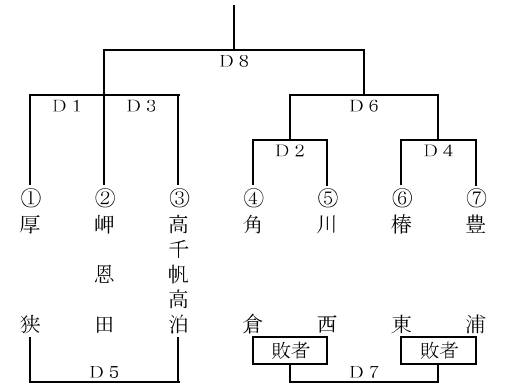 Ｄ８
Ｄ１
Ｄ３
Ｄ６
Ｄ２
Ｄ４
①厚狭
②岬恩田
③高千帆高泊
④角倉
⑤川西
⑥椿東
⑦豊浦
敗者
敗者
Ｄ５
Ｄ７